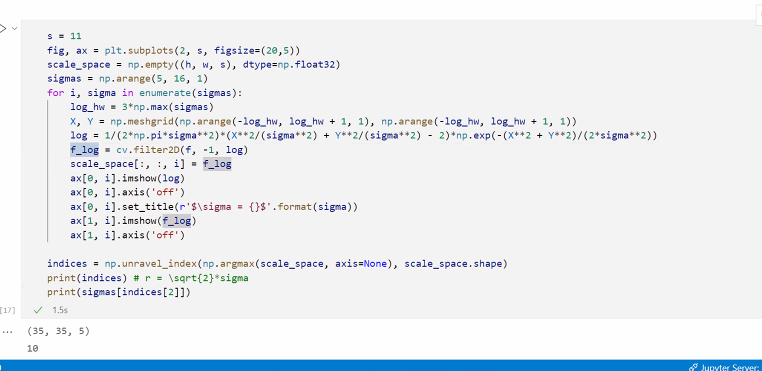 s = 11
fig, ax = plt.subplots(2, s, figsize=(20,5))
scale_space = np.empty((h, w, s), dtype=np.float32)
sigmas = np.arange(5, 16, 1)
for i, sigma in enumerate(sigmas):
    log_hw = 3*np.max(sigmas)
    X, Y = np.meshgrid(np.arange(-log_hw, log_hw + 1, 1), np.arange(-log_hw, log_hw + 1, 1))
    log = 1/(2*np.pi*sigma**2)*(X**2/(sigma**2) + Y**2/(sigma**2) - 2)*np.exp(-(X**2 + Y**2)/(2*sigma**2))
    f_log = cv.filter2D(f, -1, log)
    scale_space[:, :, i] = f_log
    ax[0, i].imshow(log)
    ax[0, i].axis('off')
    ax[0, i].set_title(r'$\sigma = {}$'.format(sigma))
    ax[1, i].imshow(f_log)
    ax[1, i].axis('off')
indices = np.unravel_index(np.argmax(scale_space, axis=None), scale_space.shape)
print(indices) # r = \sqrt{2}*sigma
print(sigmas[indices[2]])
[17] ✓ 1.5s
... (35, 35, 5)
10
Jupyter Server: